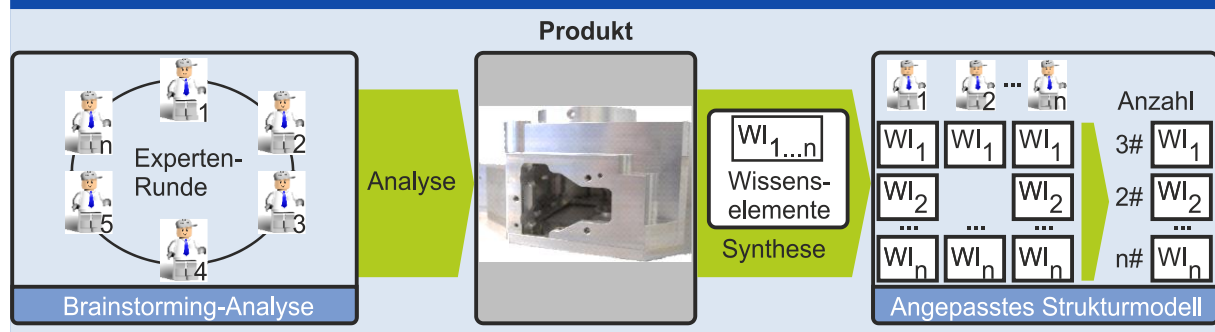 Produkt
1
2
3
4
5
n
Experten-
Runde
Brainstorming-Analyse
Analyse
WI1...n
Wissens-
elemente
Synthese
1 2 ... n
Anzahl
WI1 WI1 WI1 3# WI1
WI2 WI2 2# WI2
... ... ... ...
WIn WIn WIn n# WIn
Angepasstes Strukturmodell